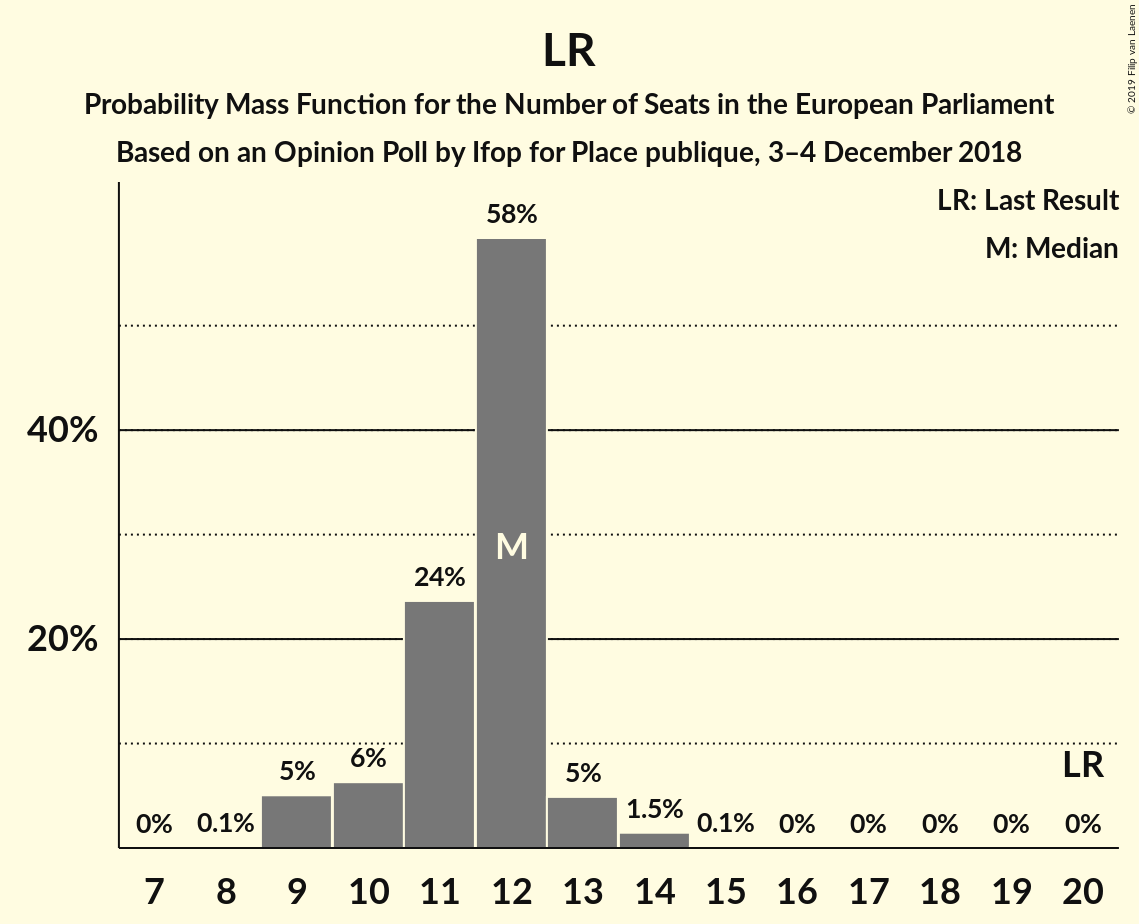 LR
Probability Mass Function for the Number of Seats in the European Parliament
Based on an Opinion Poll by Ifop for Place publique, 3–4 December 2018
© 2019 Filip van Laenen
LR: Last Result
M: Median
58%
40%
M
24%
20%
LR
0%
0.1%
5%
6%
5%
1.5%
0.1%
0%
0%
0%
0%
0%
7 8 9 10 11 12 13 14 15 16 17 18 19 20